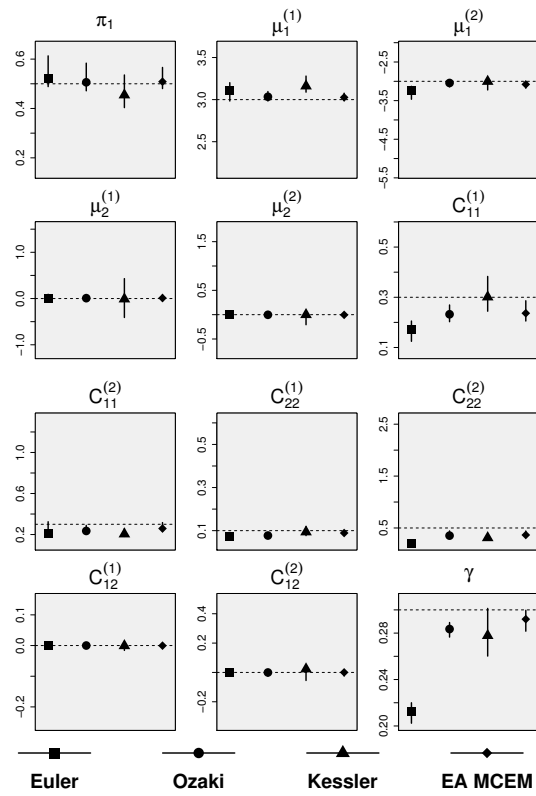 π₁ μ₁⁽¹⁾ μ₁⁽²⁾
0.2 0.4 0.6
2.5 3.0 3.5
−5.5 −4.5 −3.5 −2.5
μ₂⁽¹⁾ μ₂⁽²⁾ C₁₁⁽¹⁾
−1.0 0.0 1.0
−0.5 0.5 1.5
0.1 0.3 0.6
C₁₁⁽²⁾ C₂₂⁽¹⁾ C₂₂⁽²⁾
0.2 0.6 1.2
0.1 0.3 0.6
0.5 1.5 2.5
C₁₂⁽¹⁾ C₁₂⁽²⁾ γ
−0.2 0.0 0.1
−0.2 0.0 0.2 0.4
0.20 0.24 0.28
Euler Ozaki Kessler EA MCEM